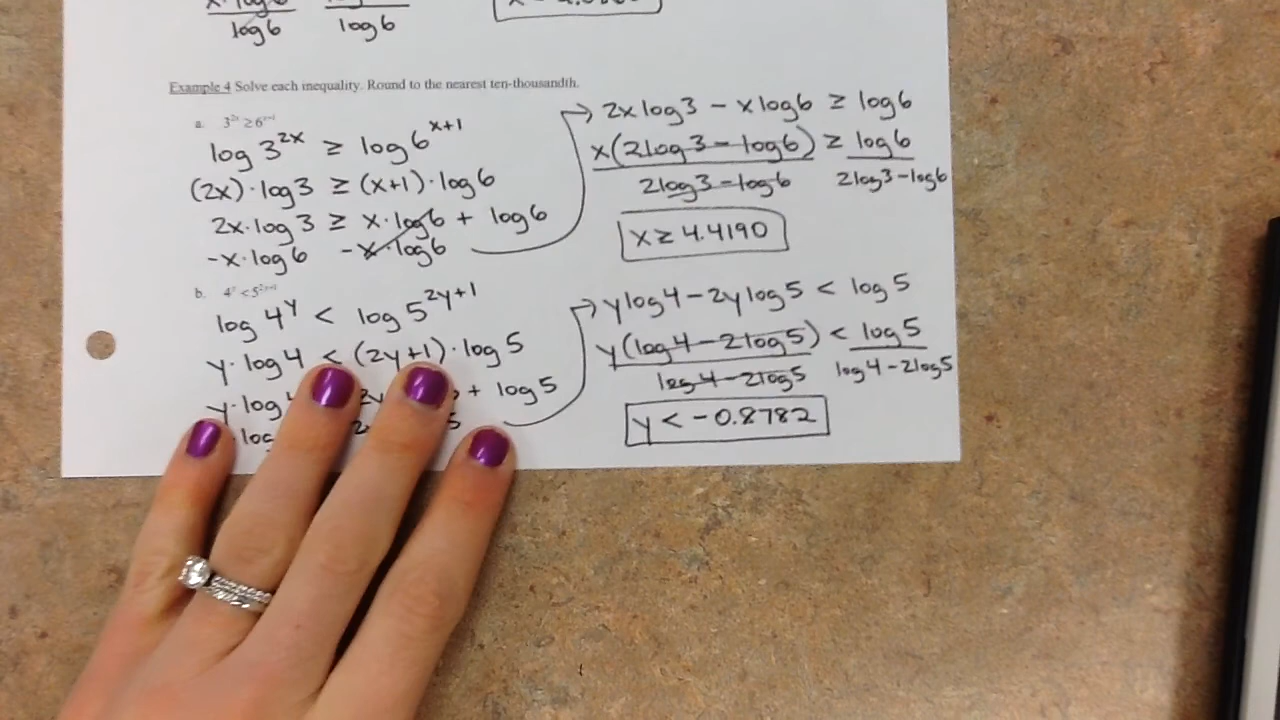 log6 log6
Example 4 Solve each inequality. Round to the nearest ten-thousandth.
a. 3^{2x} ≥ 6^{x+1}
log 3^{2x} ≥ log 6^{x+1}
(2x)·log3 ≥ (x+1)·log6
2x·log3 ≥ x·log6 + log6
-x·log6 -x·log6
2xlog3 - xlog6 ≥ log6
x(2log3 - log6) ≥ log6
2log3-log6 2log3-log6
x ≥ 4.4190
b. 4^y < 5^{2y+1}
log 4^y < log 5^{2y+1}
y·log4 < (2y+1)·log5
y·log + log5
ylog4 - 2ylog5 < log5
y(log4 - 2log5) < log5
log4-2log5 log4-2log5
y < -0.8782